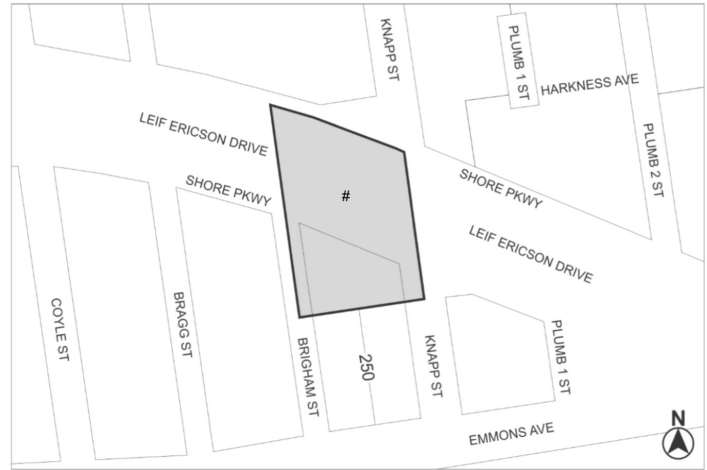 KNAPP ST
PLUMB 1 ST
HARKNESS AVE
LEIF ERICSON DRIVE
PLUMB 2 ST
SHORE PKWY
SHORE PKWY
#
LEIF ERICSON DRIVE
COYLE ST
BRAGG ST
BRIGHAM ST
250
KNAPP ST
PLUMB 1 ST
EMMONS AVE
N